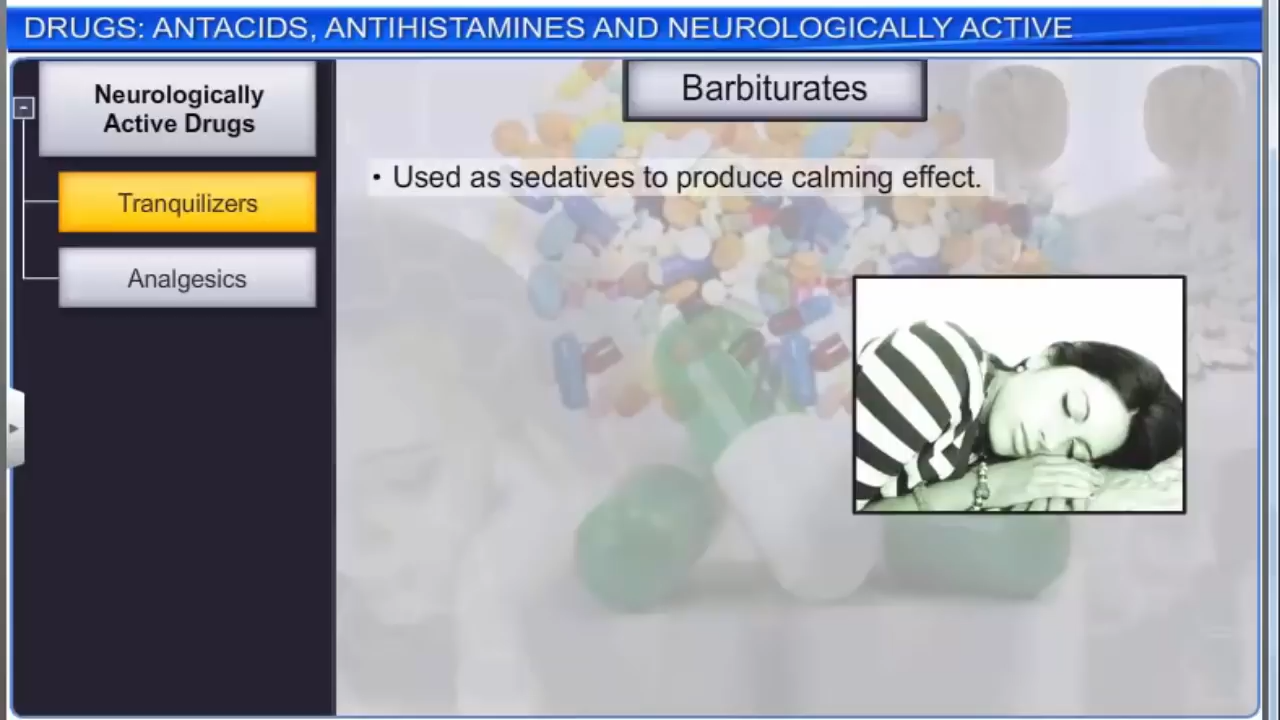 DRUGS: ANTACIDS, ANTIHISTAMINES AND NEUROLOGICALLY ACTIVE
Neurologically
Active Drugs
Tranquilizers
Analgesics
Barbiturates
• Used as sedatives to produce calming effect.